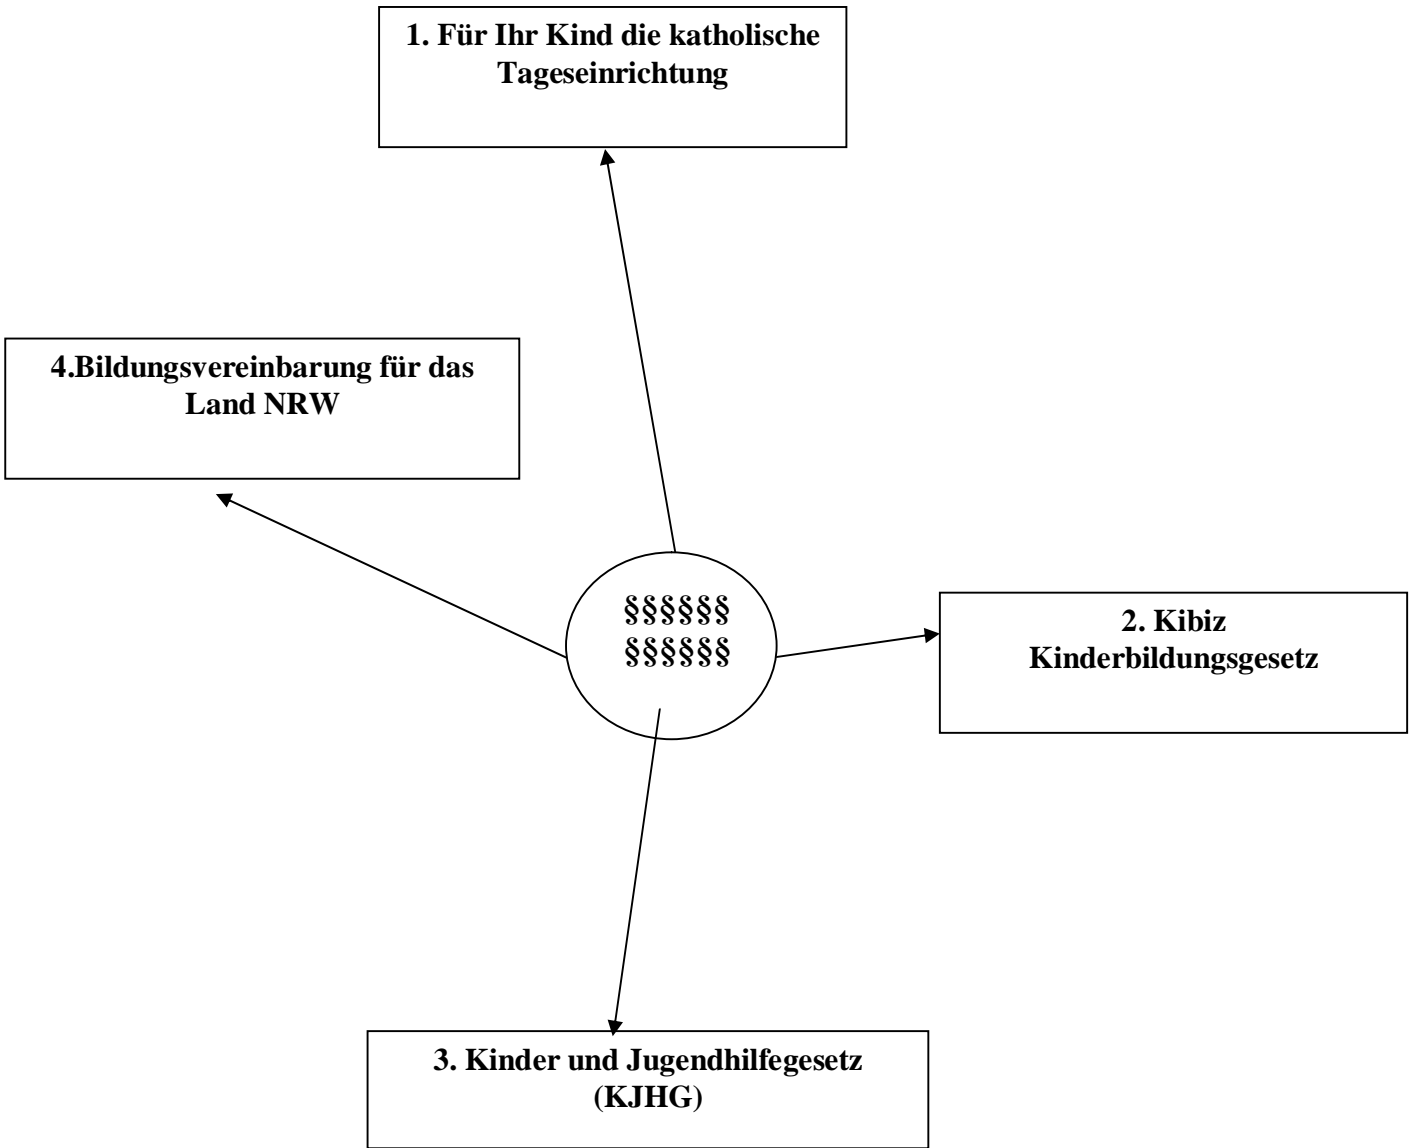 1. Für Ihr Kind die katholische
Tageseinrichtung
4.Bildungsvereinbarung für das
Land NRW
§§§§§§
§§§§§§
2. Kibiz
Kinderbildungsgesetz
3. Kinder und Jugendhilfegesetz
(KJHG)